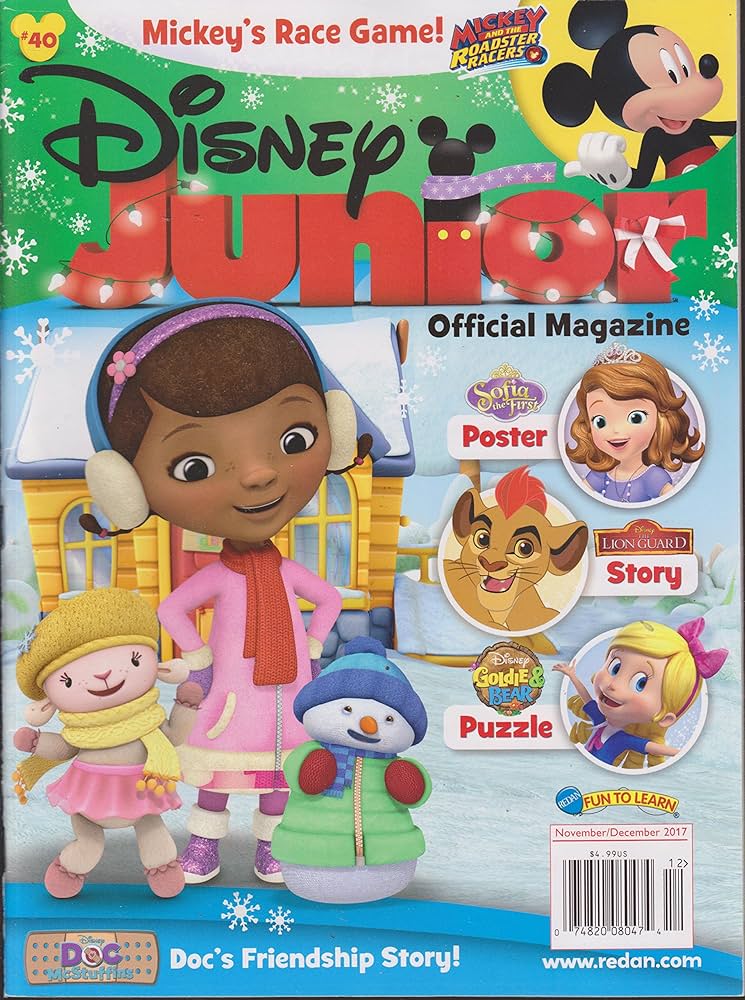 #40
Mickey's Race Game!
MICKEY
AND THE
ROADSTER
RACERS
Disney
Junior
Official Magazine
Sofia
the First
Poster
Disney
THE
LION GUARD
Story
Disney
GOLDIE &
BEAR
Puzzle
REDAN
FUN TO LEARN
November/December 2017
$4.99US
12>
0 74820 08047 4
Disney
DOC
McStuffins
Doc's Friendship Story!
www.redan.com